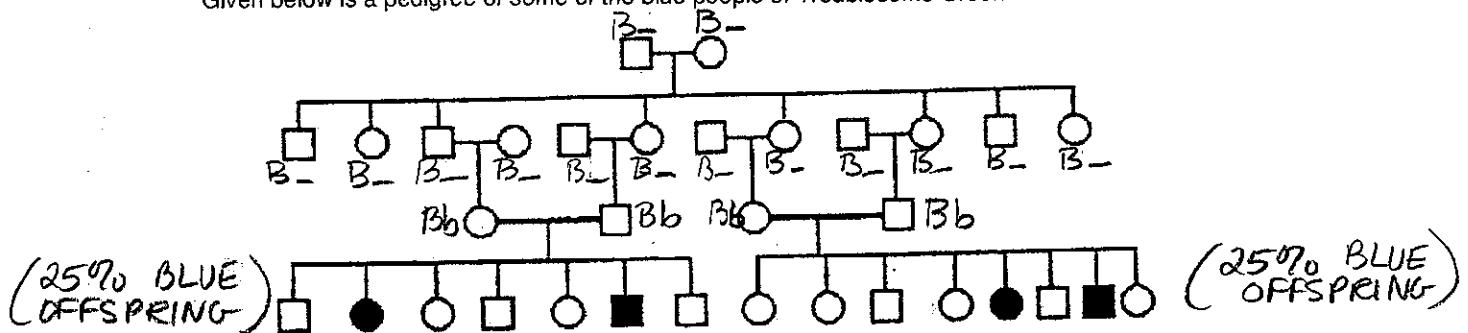 Given below is a pedigree of some of the blue people of Troublesome Creek
B_ B_
B_ B_ B_ B_ B_ B_ B_ B_ B_ B_ B_ B_
Bb Bb Bb Bb
(25% BLUE OFFSPRING) (25% BLUE OFFSPRING)